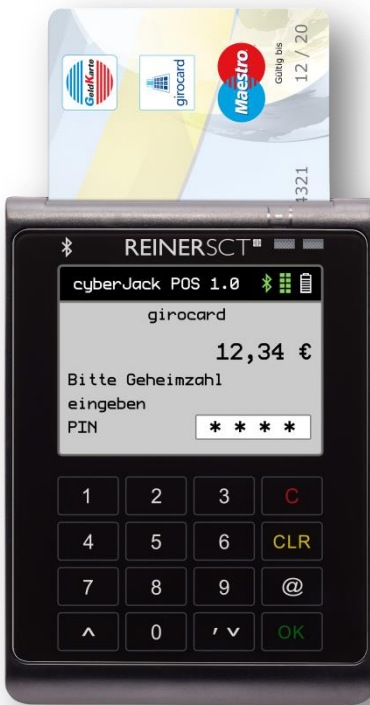 GeldKarte
girocard
Maestro
Gültig bis
12 / 20
4321
REINERSCT
cyberJack POS 1.0
girocard
12,34 €
Bitte Geheimzahl
eingeben
PIN * * * *
1 2 3 C
4 5 6 CLR
7 8 9 @
^ 0 , v OK